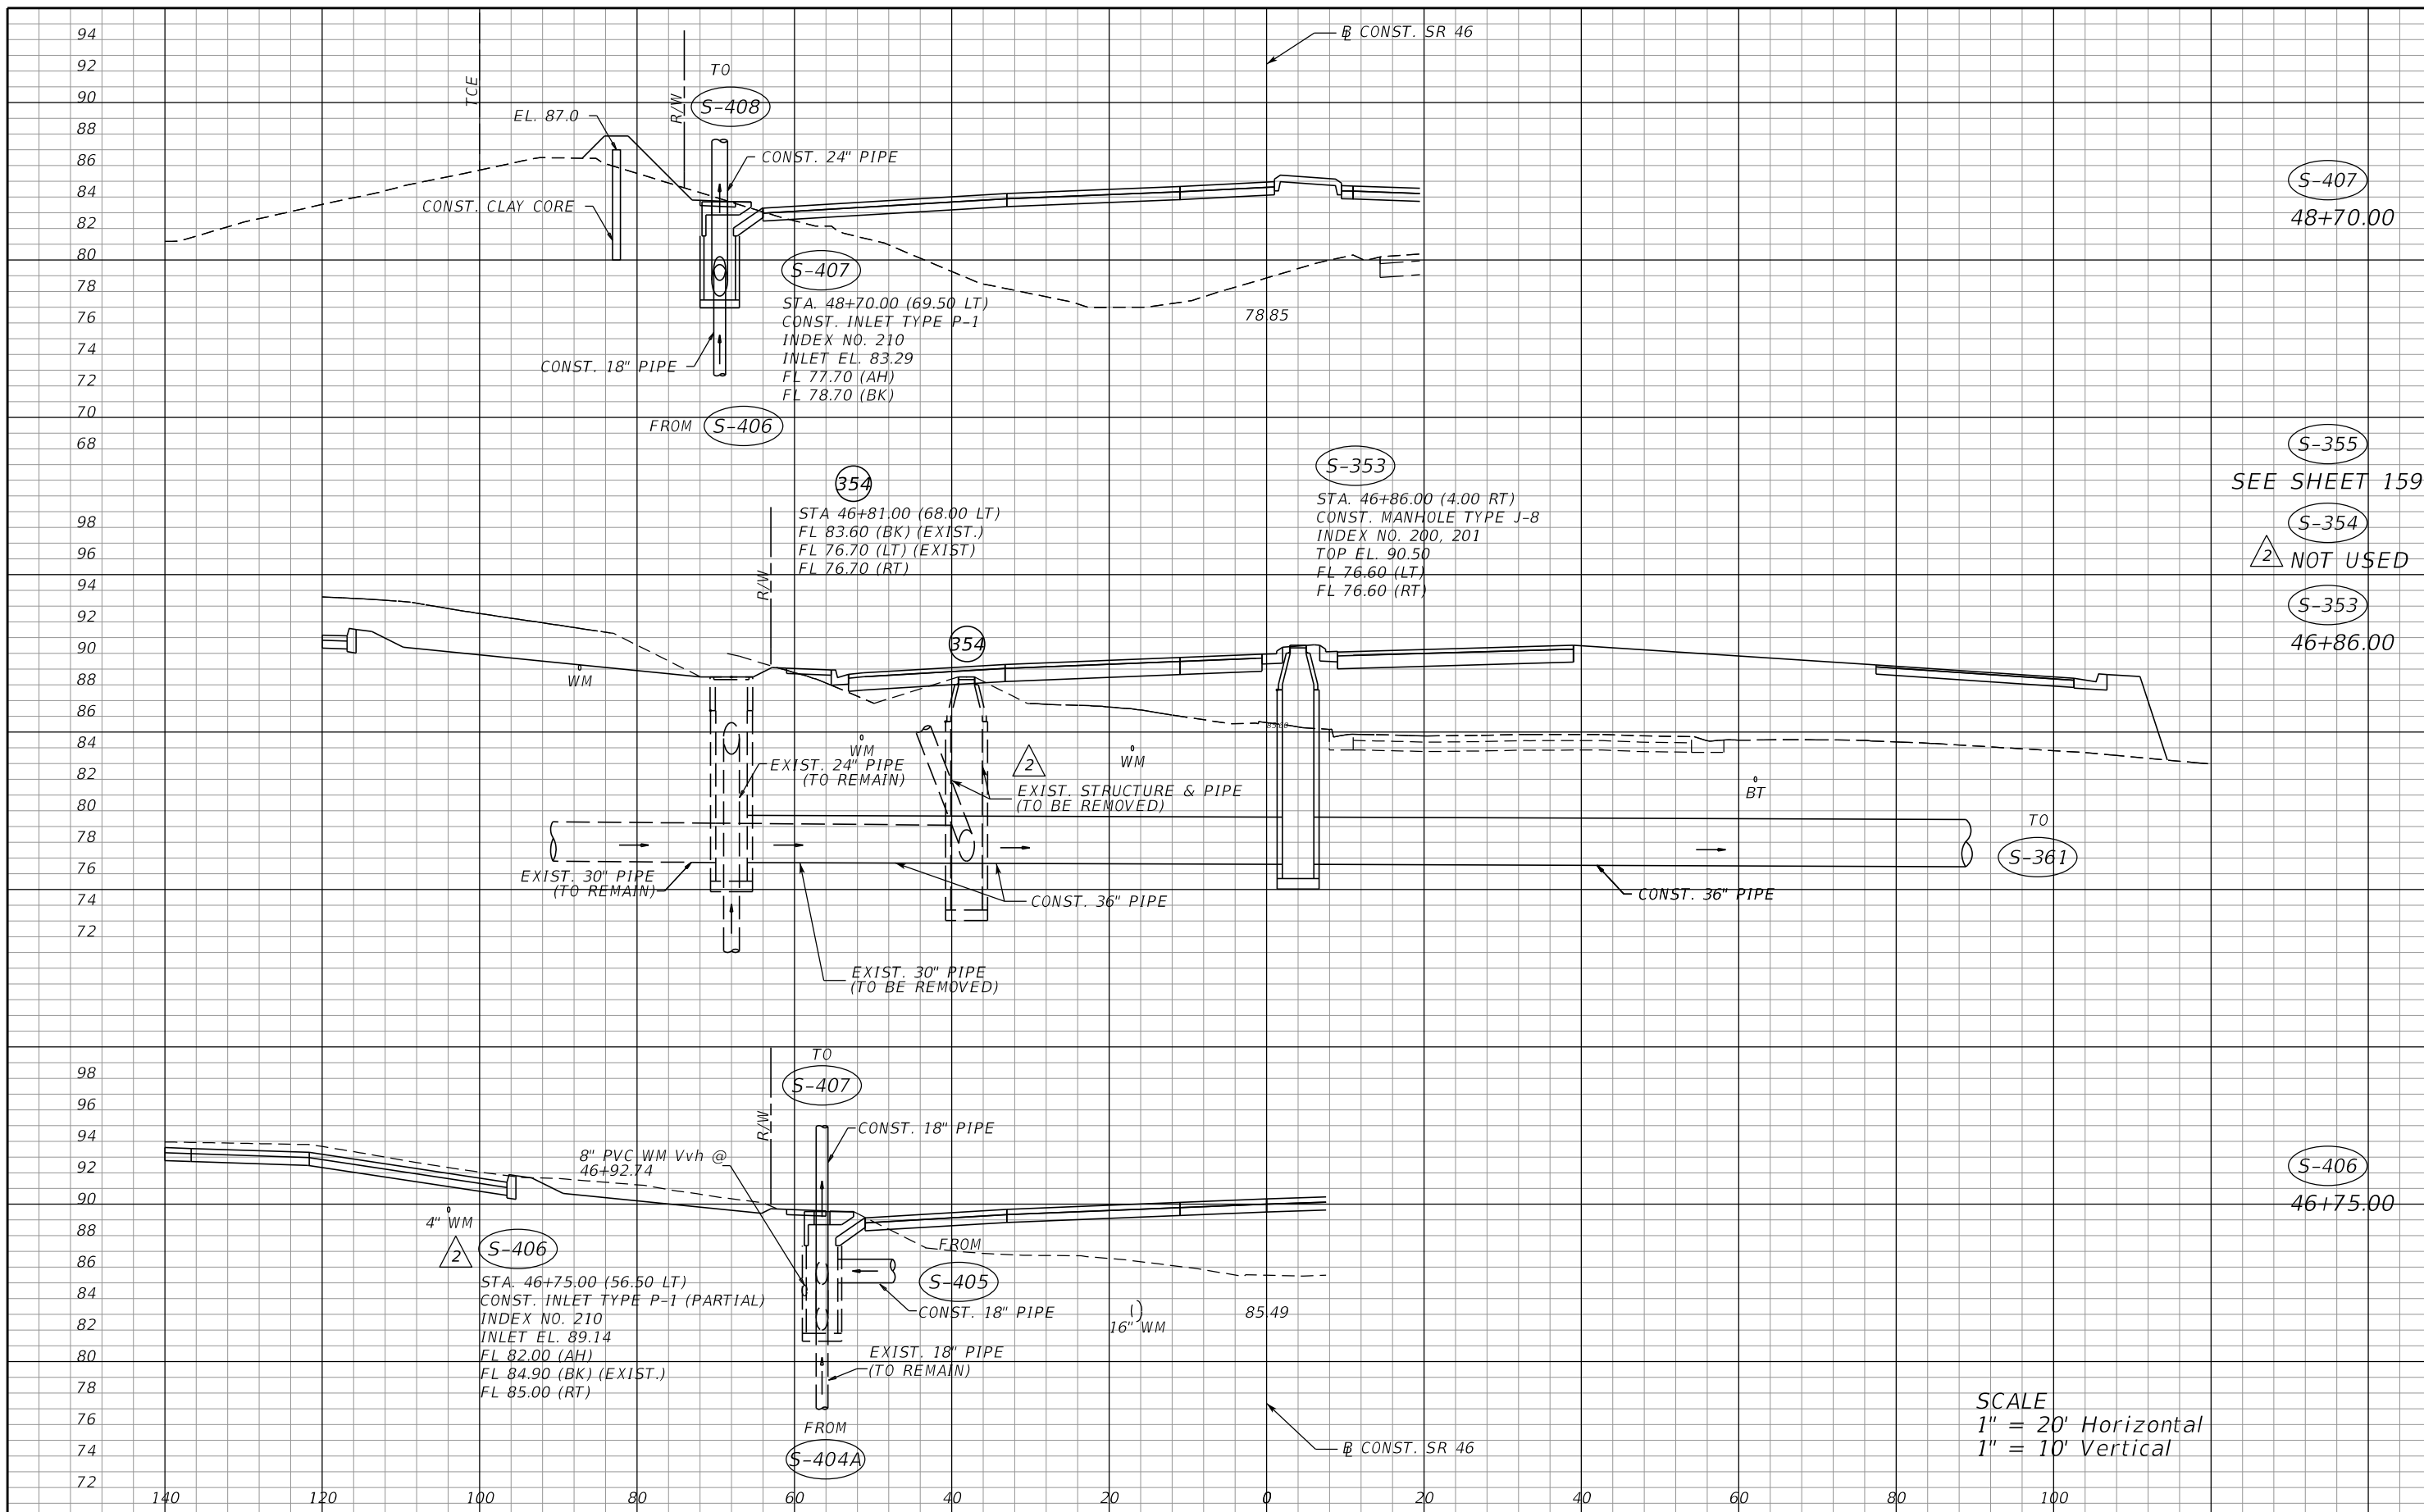 94
92
90
88
86
84
82
80
78
76
74
72
70
68
TCE
R/W
TO
S-408
EL. 87.0
CONST. 24" PIPE
CONST. CLAY CORE
℄ CONST. SR 46
S-407
48+70.00
S-407
STA. 48+70.00 (69.50 LT)
CONST. INLET TYPE P-1
INDEX NO. 210
INLET EL. 83.29
FL 77.70 (AH)
FL 78.70 (BK)
78.85
CONST. 18" PIPE
FROM S-406
S-355
SEE SHEET 159
S-354
2 NOT USED
S-353
46+86.00
98
96
94
92
90
88
86
84
82
80
78
76
74
72
354
STA 46+81.00 (68.00 LT)
FL 83.60 (BK) (EXIST.)
FL 76.70 (LT) (EXIST)
FL 76.70 (RT)
R/W
S-353
STA. 46+86.00 (4.00 RT)
CONST. MANHOLE TYPE J-8
INDEX NO. 200, 201
TOP EL. 90.50
FL 76.60 (LT)
FL 76.60 (RT)
354
WM
WM
WM
BT
EXIST. 24" PIPE
(TO REMAIN)
2
EXIST. STRUCTURE & PIPE
(TO BE REMOVED)
TO
S-361
EXIST. 30" PIPE
(TO REMAIN)
CONST. 36" PIPE
CONST. 36" PIPE
EXIST. 30" PIPE
(TO BE REMOVED)
98
96
94
92
90
88
86
84
82
80
78
76
74
72
TO
S-407
R/W
CONST. 18" PIPE
8" PVC WM Vvh @
46+92.74
4" WM
2
S-406
STA. 46+75.00 (56.50 LT)
CONST. INLET TYPE P-1 (PARTIAL)
INDEX NO. 210
INLET EL. 89.14
FL 82.00 (AH)
FL 84.90 (BK) (EXIST.)
FL 85.00 (RT)
FROM
S-405
CONST. 18" PIPE
16" WM
85.49
EXIST. 18" PIPE
(TO REMAIN)
FROM
S-404A
℄ CONST. SR 46
S-406
46+75.00
SCALE
1" = 20' Horizontal
1" = 10' Vertical
140 120 100 80 60 40 20 0 20 40 60 80 100